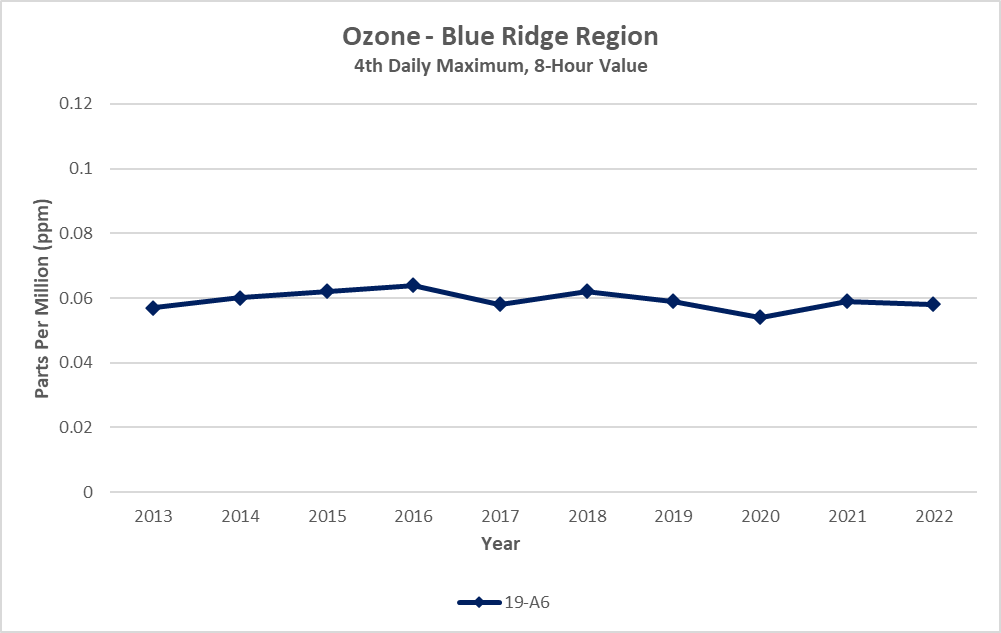 Ozone - Blue Ridge Region
4th Daily Maximum, 8-Hour Value
Parts Per Million (ppm)
0.12
0.1
0.08
0.06
0.04
0.02
0
2013 2014 2015 2016 2017 2018 2019 2020 2021 2022
Year
19-A6